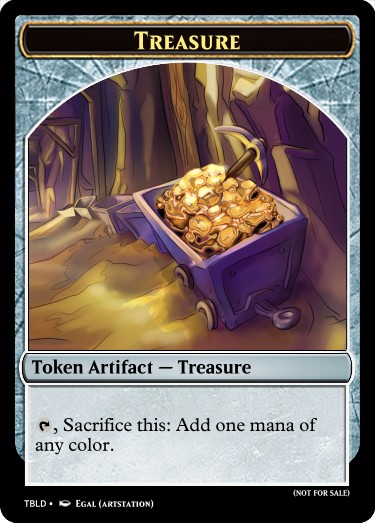 TREASURE
Token Artifact — Treasure
, Sacrifice this: Add one mana of
any color.
(NOT FOR SALE)
TBLD • EGAL (ARTSTATION)